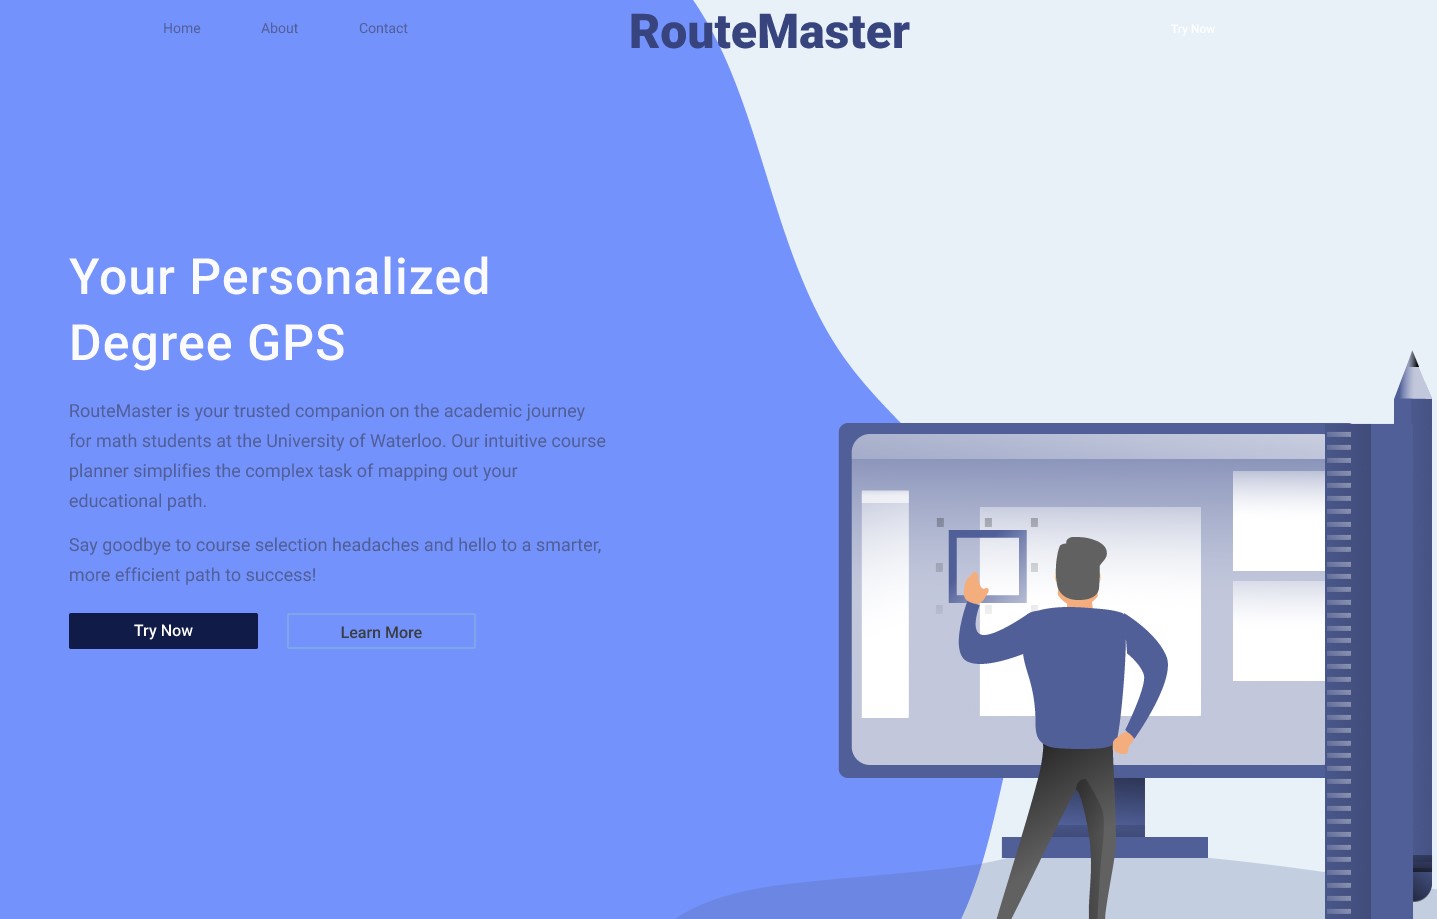 Home About Contact RouteMaster Try Now
Your Personalized
Degree GPS
RouteMaster is your trusted companion on the academic journey
for math students at the University of Waterloo. Our intuitive course
planner simplifies the complex task of mapping out your
educational path.
Say goodbye to course selection headaches and hello to a smarter,
more efficient path to success!
Try Now Learn More